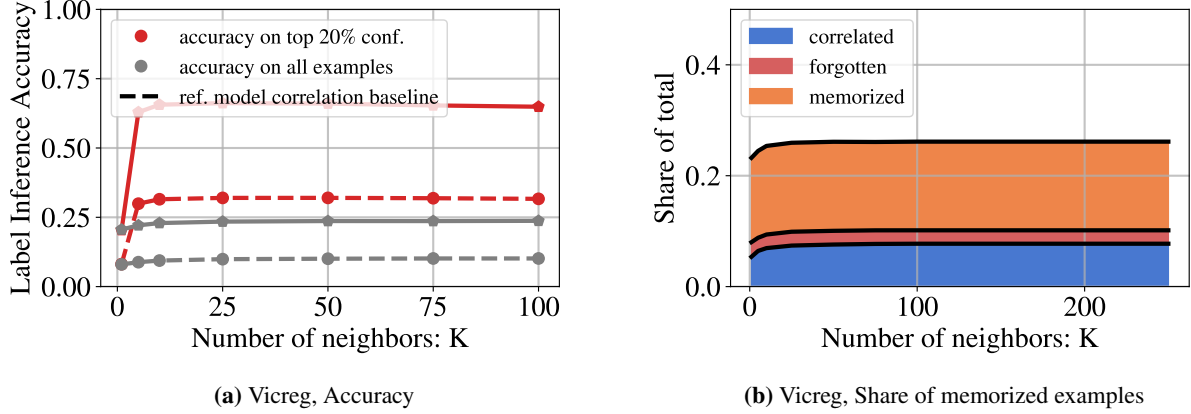 Label Inference Accuracy
1.00
0.75
0.50
0.25
0.00
accuracy on top 20% conf.
accuracy on all examples
ref. model correlation baseline
0 25 50 75 100
Number of neighbors: K
(a) Vicreg, Accuracy
Share of total
0.4
0.2
0.0
correlated
forgotten
memorized
0 100 200
Number of neighbors: K
(b) Vicreg, Share of memorized examples